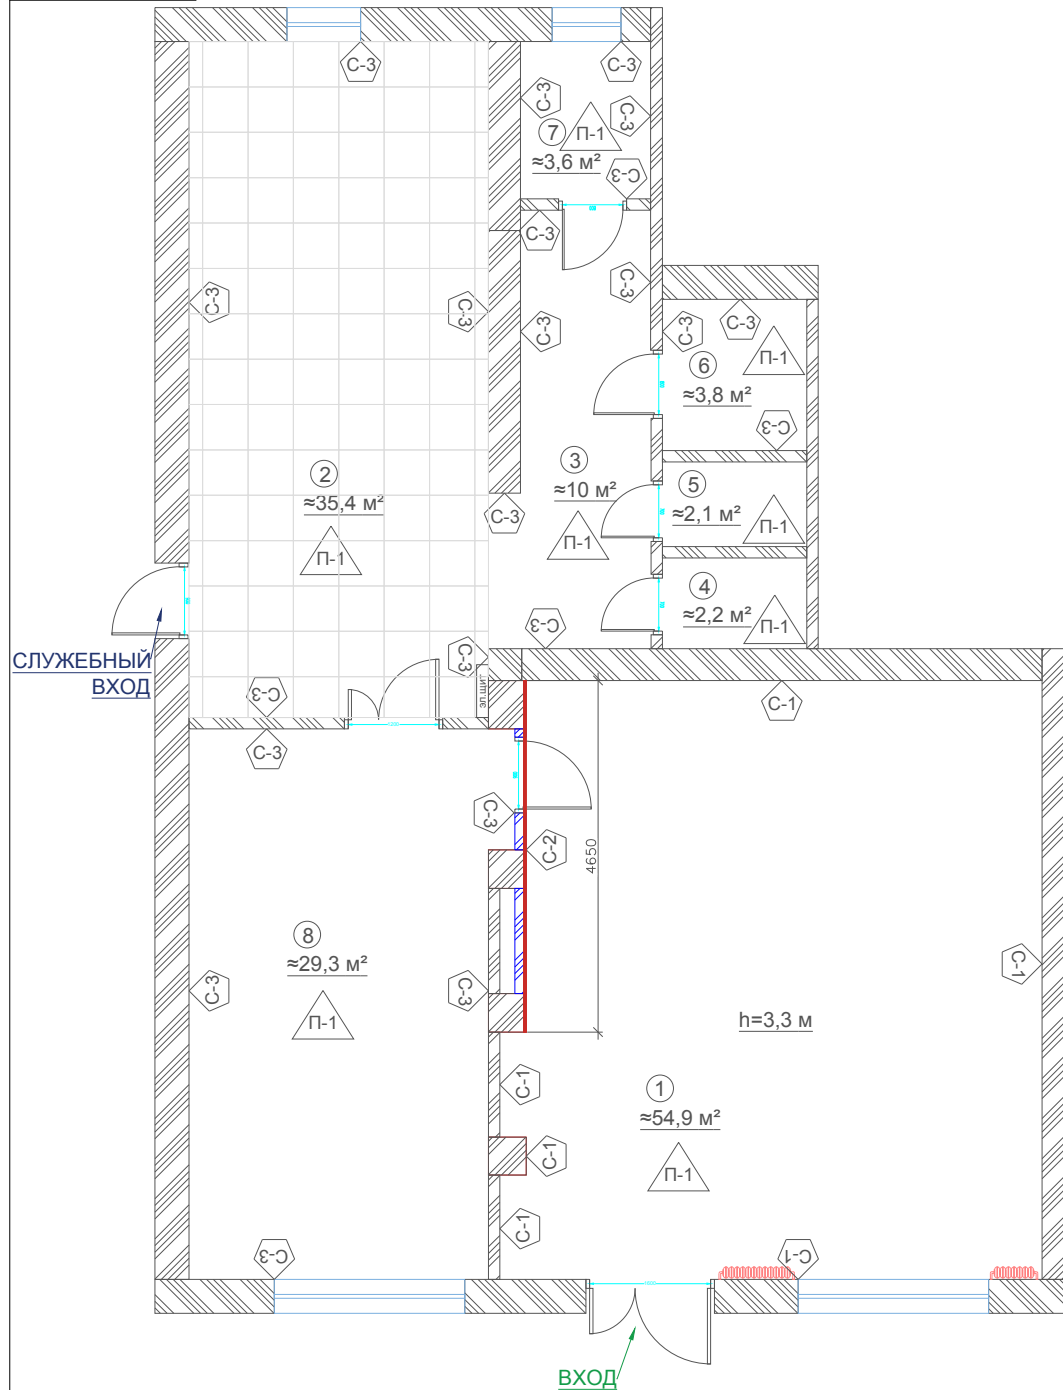 С-3
С-3
С-3
С-3
7
П-1
≈3,6 м²
С-3
С-3
С-3
С-3
С-3
С-3
С-3
С-3
П-1
6
≈3,8 м²
С-3
2
≈35,4 м²
П-1
3
≈10 м²
П-1
С-3
5
≈2,1 м²
П-1
4
≈2,2 м²
П-1
СЛУЖЕБНЫЙ
ВХОД
С-3
С-3
эл.щит
С-3
С-3
С-1
С-3
С-2
4650
8
≈29,3 м²
П-1
С-3
С-3
С-1
h=3,3 м
С-1
1
≈54,9 м²
П-1
С-1
С-1
С-3
С-1
ВХОД